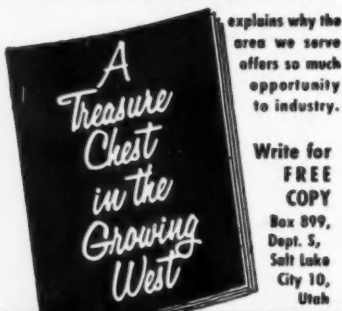 A
Treasure
Chest
in the
Growing
West
explains why the
area we serve
offers so much
opportunity
to industry.
Write for
FREE
COPY
Box 899,
Dept. S,
Salt Lake
City 10,
Utah